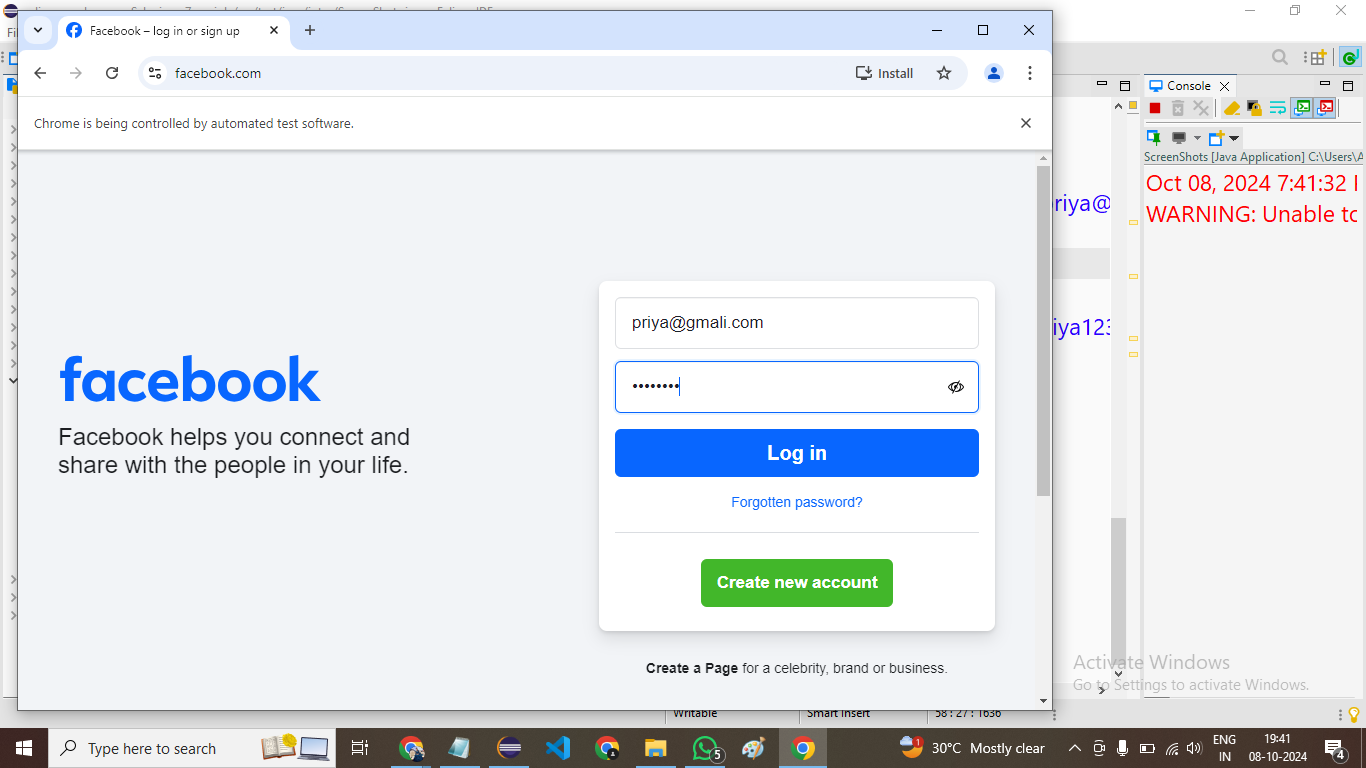 Facebook – log in or sign up
facebook.com
Install
Chrome is being controlled by automated test software.
facebook
Facebook helps you connect and
share with the people in your life.
priya@gmali.com
••••••••
Log in
Forgotten password?
Create new account
Create a Page for a celebrity, brand or business.
riya@
iya123
Console
ScreenShots [Java Application] C:\Users\A
Oct 08, 2024 7:41:32
WARNING: Unable to
Activate Windows
Go to Settings to activate Windows.
Writable
Smart Insert
58 : 27 : 1636
Type here to search
5
30°C Mostly clear
ENG
IN
19:41
08-10-2024
4